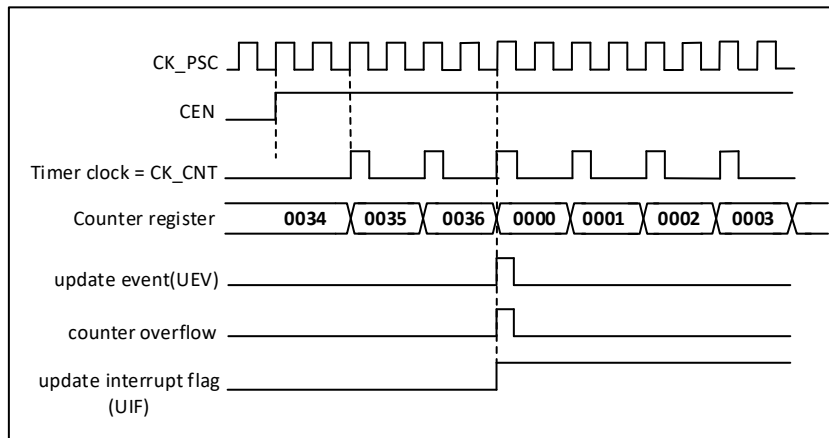 CK_PSC
CEN
Timer clock = CK_CNT
Counter register 0034 0035 0036 0000 0001 0002 0003
update event(UEV)
counter overflow
update interrupt flag
(UIF)